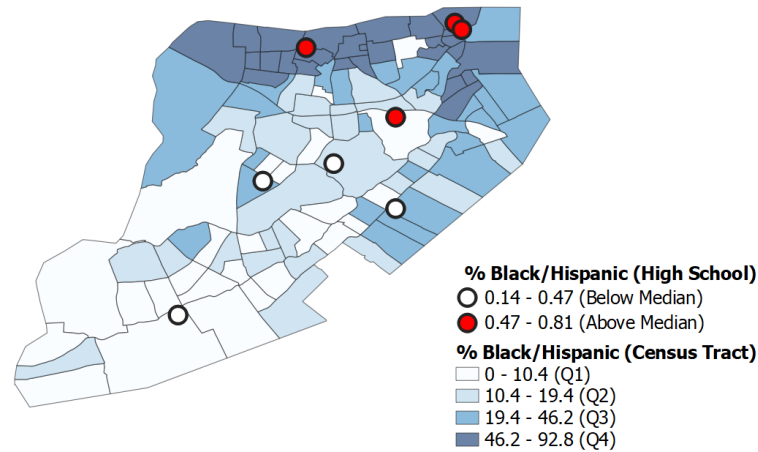 % Black/Hispanic (High School)
0.14 - 0.47 (Below Median)
0.47 - 0.81 (Above Median)
% Black/Hispanic (Census Tract)
0 - 10.4 (Q1)
10.4 - 19.4 (Q2)
19.4 - 46.2 (Q3)
46.2 - 92.8 (Q4)